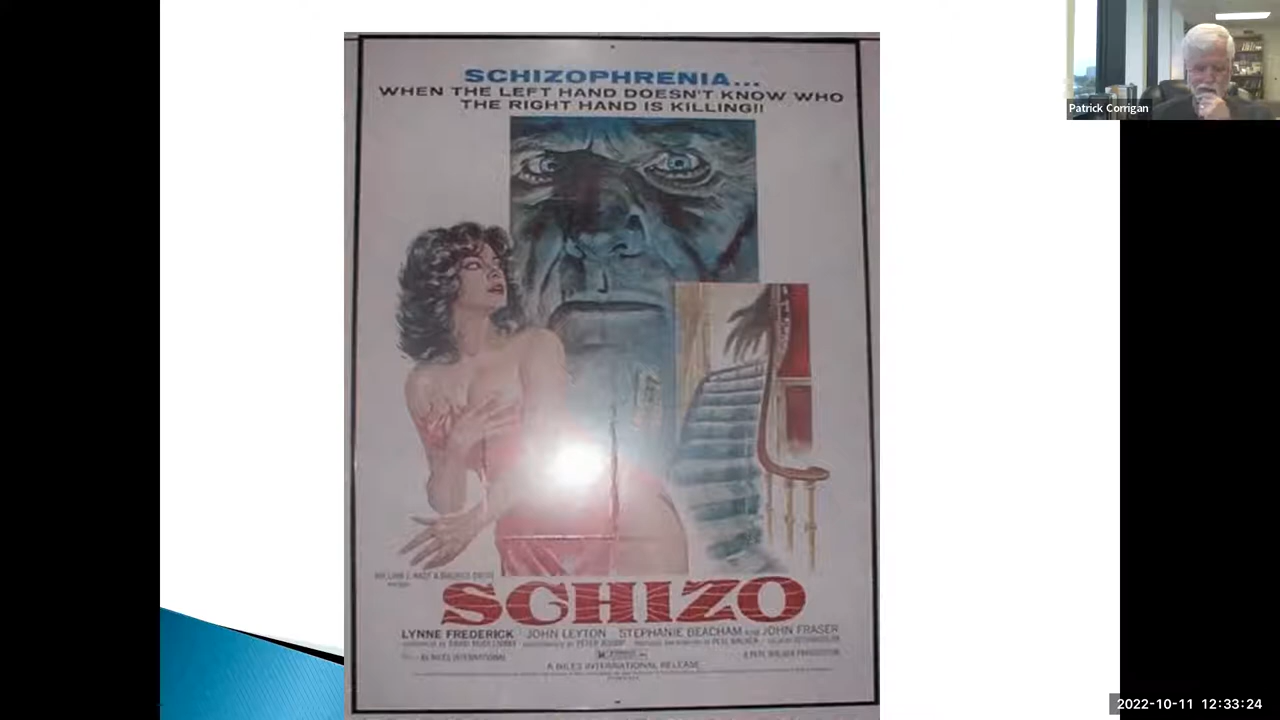 SCHIZOPHRENIA...
WHEN THE LEFT HAND DOESN'T KNOW WHO
THE RIGHT HAND IS KILLING!!
Patrick Corrigan
SCHIZO
LYNNE FREDERICK JOHN LEYTON STEPHANIE BEACHAM AND JOHN FRASER
A NILES INTERNATIONAL RELEASE
2022-10-11 12:33:24